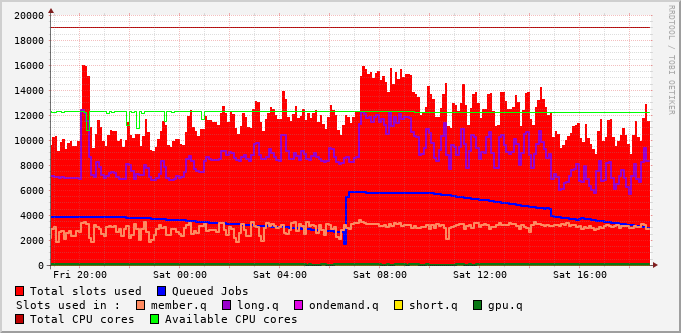 RRDTOOL / TOBI OETIKER
20000
18000
16000
14000
12000
10000
8000
6000
4000
2000
0
Fri 20:00 Sat 00:00 Sat 04:00 Sat 08:00 Sat 12:00 Sat 16:00
Total slots used Queued Jobs
Slots used in : member.q long.q ondemand.q short.q gpu.q
Total CPU cores Available CPU cores